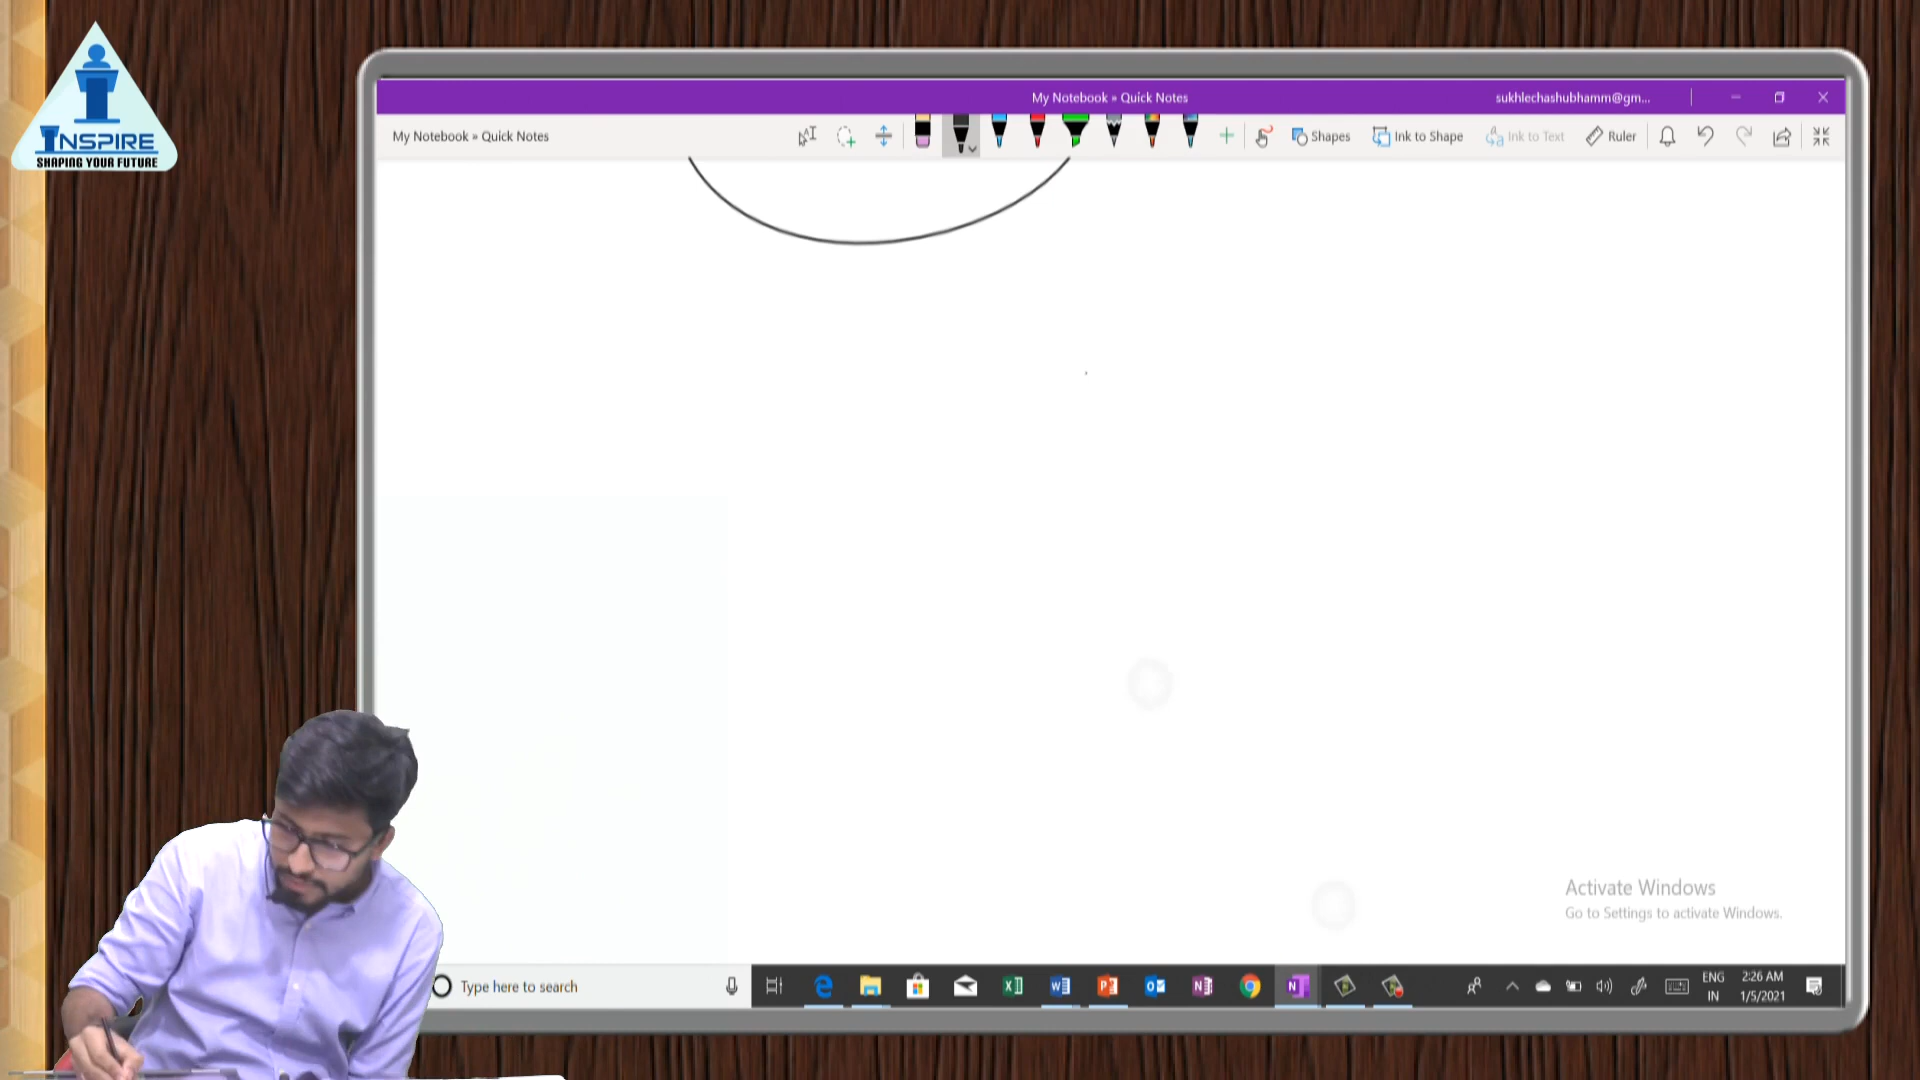 INSPIRE
SHAPING YOUR FUTURE
My Notebook » Quick Notes
sukhlechashubhamm@gm...
My Notebook » Quick Notes
Shapes
Ink to Shape
Ink to Text
Ruler
Activate Windows
Go to Settings to activate Windows.
Type here to search
ENG
IN
2:26 AM
1/5/2021